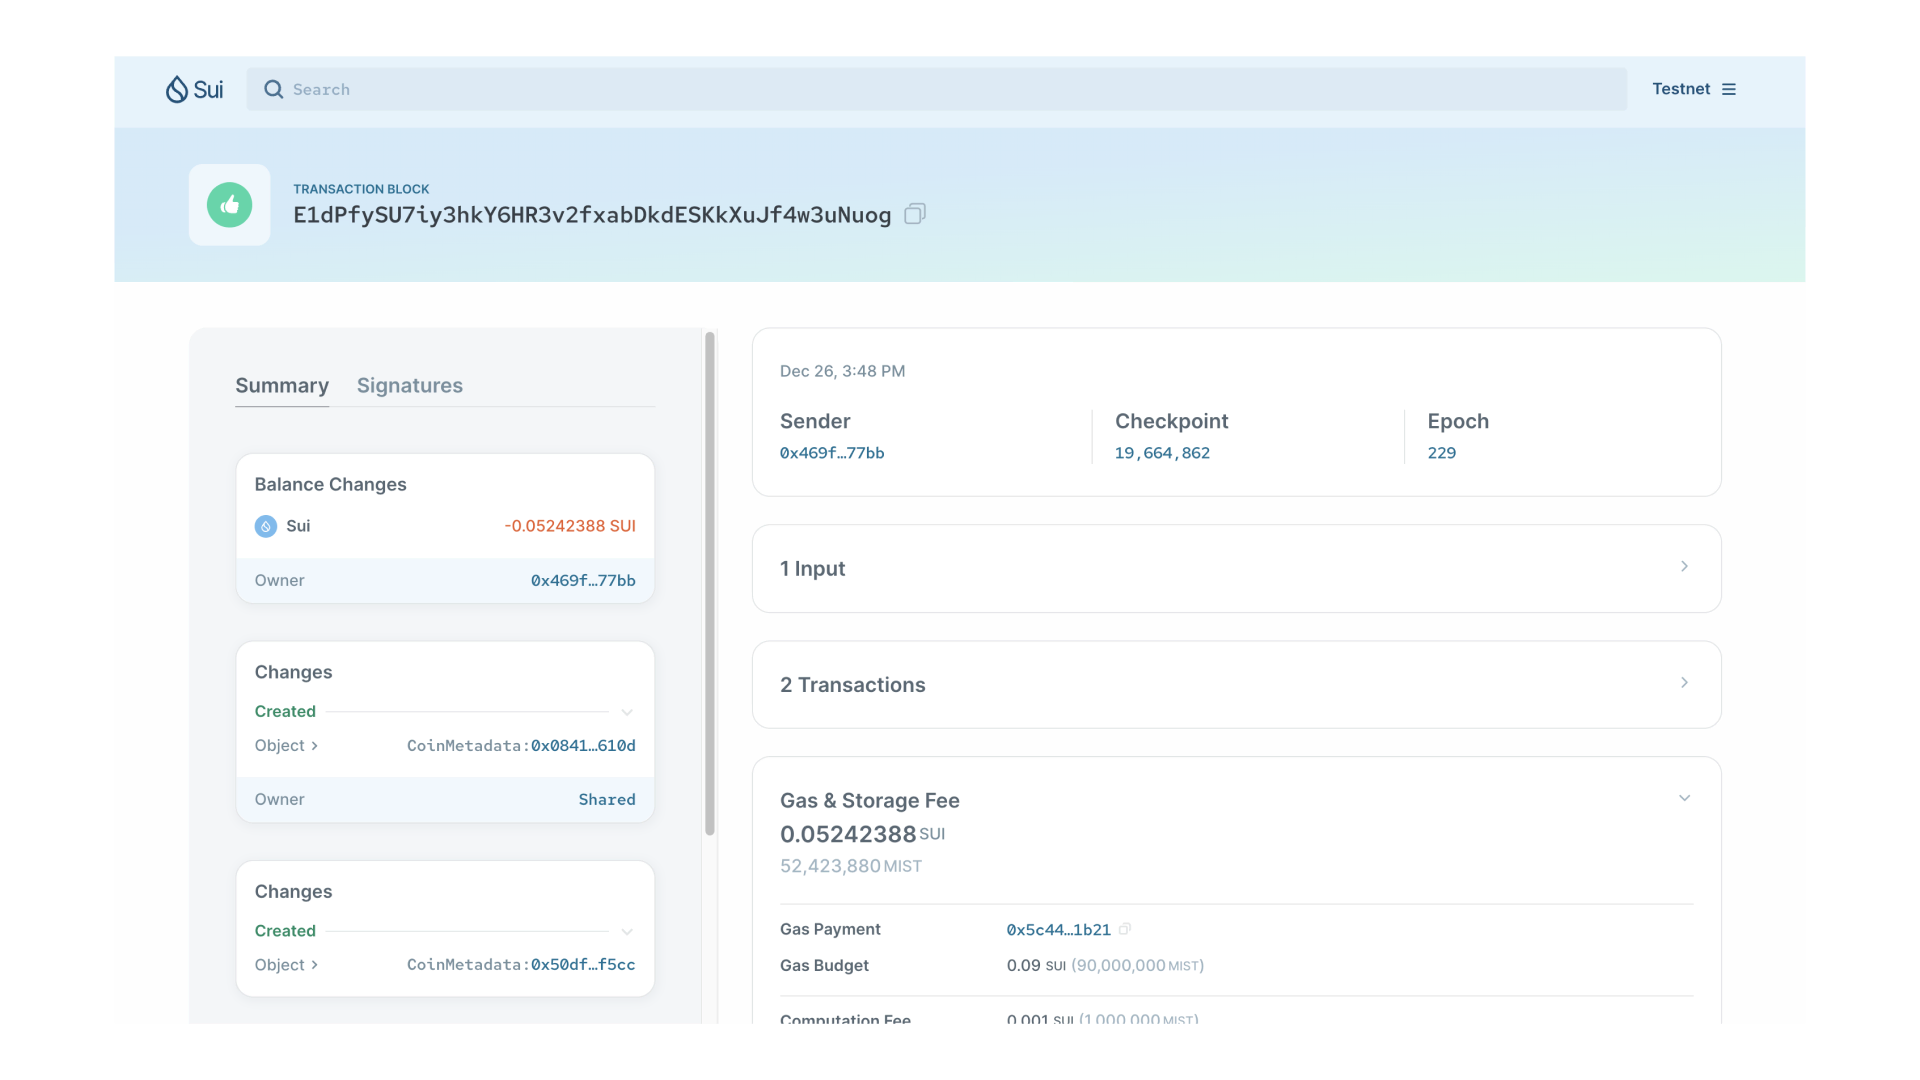 Sui
Search
Testnet
TRANSACTION BLOCK
E1dPfySU7iy3hkY6HR3v2fxabDkdESKkXuJf4w3uNuog
Summary
Signatures
Balance Changes
Sui
-0.05242388 SUI
Owner
0x469f…77bb
Changes
Created
Object
CoinMetadata:0x0841…610d
Owner
Shared
Changes
Created
Object
CoinMetadata:0x50df…f5cc
Dec 26, 3:48 PM
Sender
0x469f…77bb
Checkpoint
19,664,862
Epoch
229
1 Input
2 Transactions
Gas & Storage Fee
0.05242388 SUI
52,423,880 MIST
Gas Payment
0x5c44…1b21
Gas Budget
0.09 SUI (90,000,000 MIST)
Computation Fee
0.001 SUI (1,000,000 MIST)